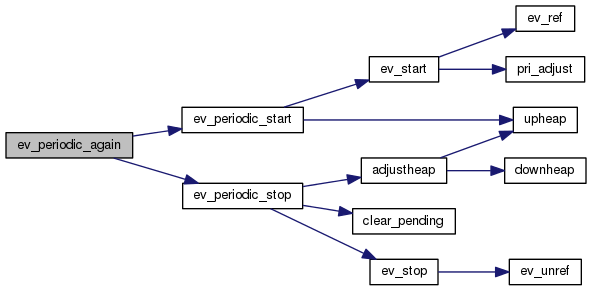 ev_ref
ev_start
pri_adjust
ev_periodic_start
upheap
ev_periodic_again
adjustheap
downheap
ev_periodic_stop
clear_pending
ev_stop
ev_unref